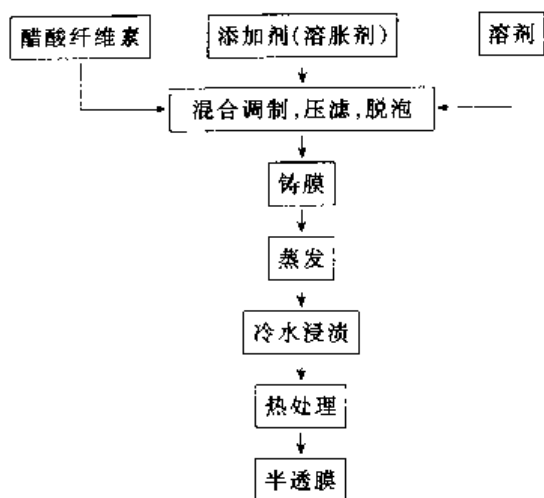 醋酸纤维素
添加剂(溶胀剂)
溶剂
混合调制,压滤,脱泡
铸膜
蒸发
冷水浸渍
热处理
半透膜